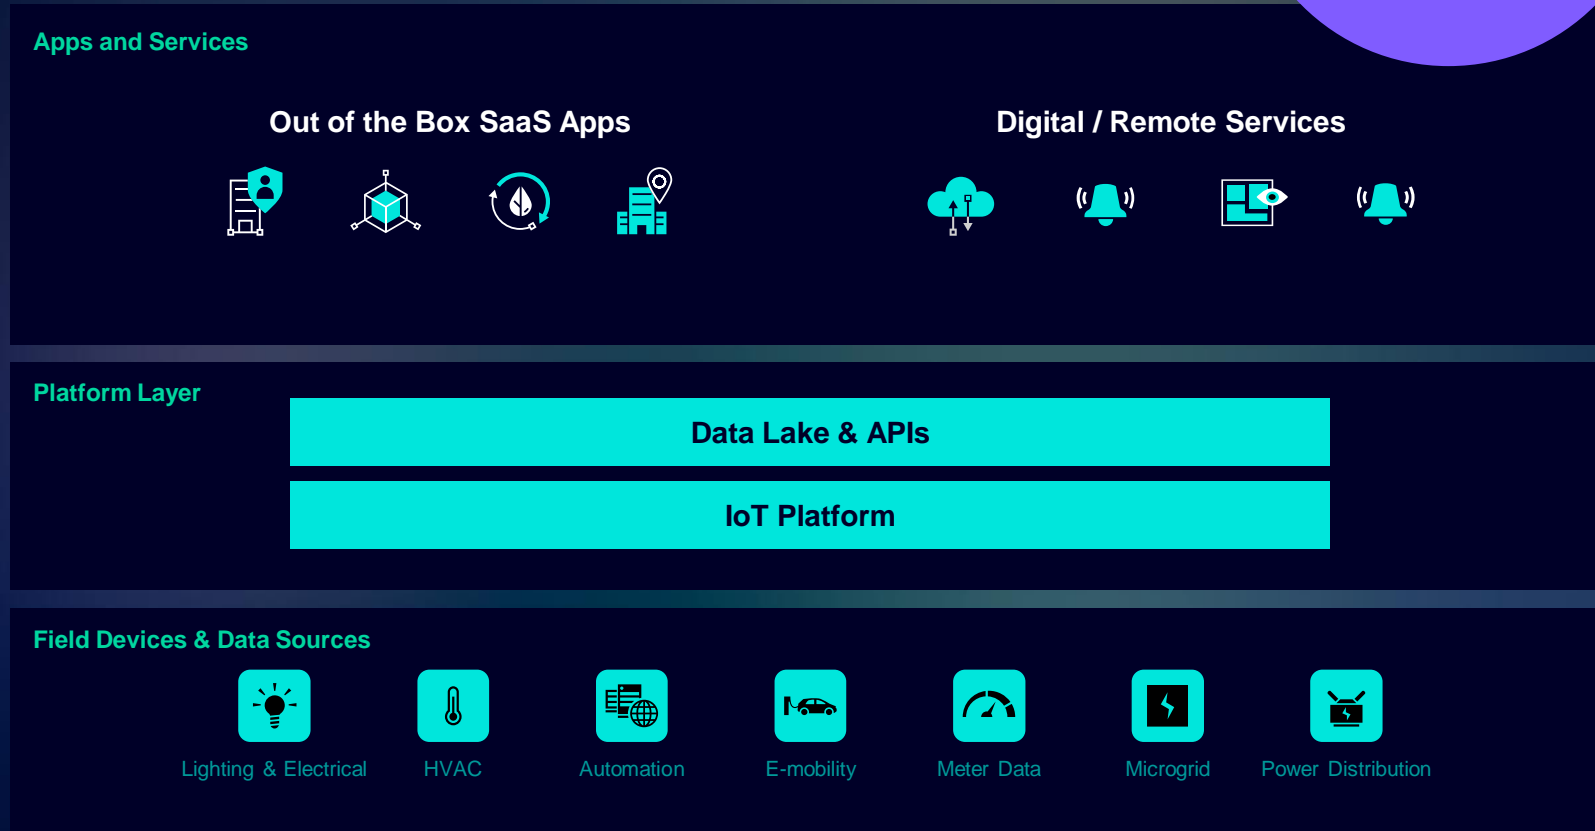 Apps and Services
Out of the Box SaaS Apps
Digital / Remote Services
Platform Layer
Data Lake & APIs
IoT Platform
Field Devices & Data Sources
Lighting & Electrical
HVAC
Automation
E-mobility
Meter Data
Microgrid
Power Distribution